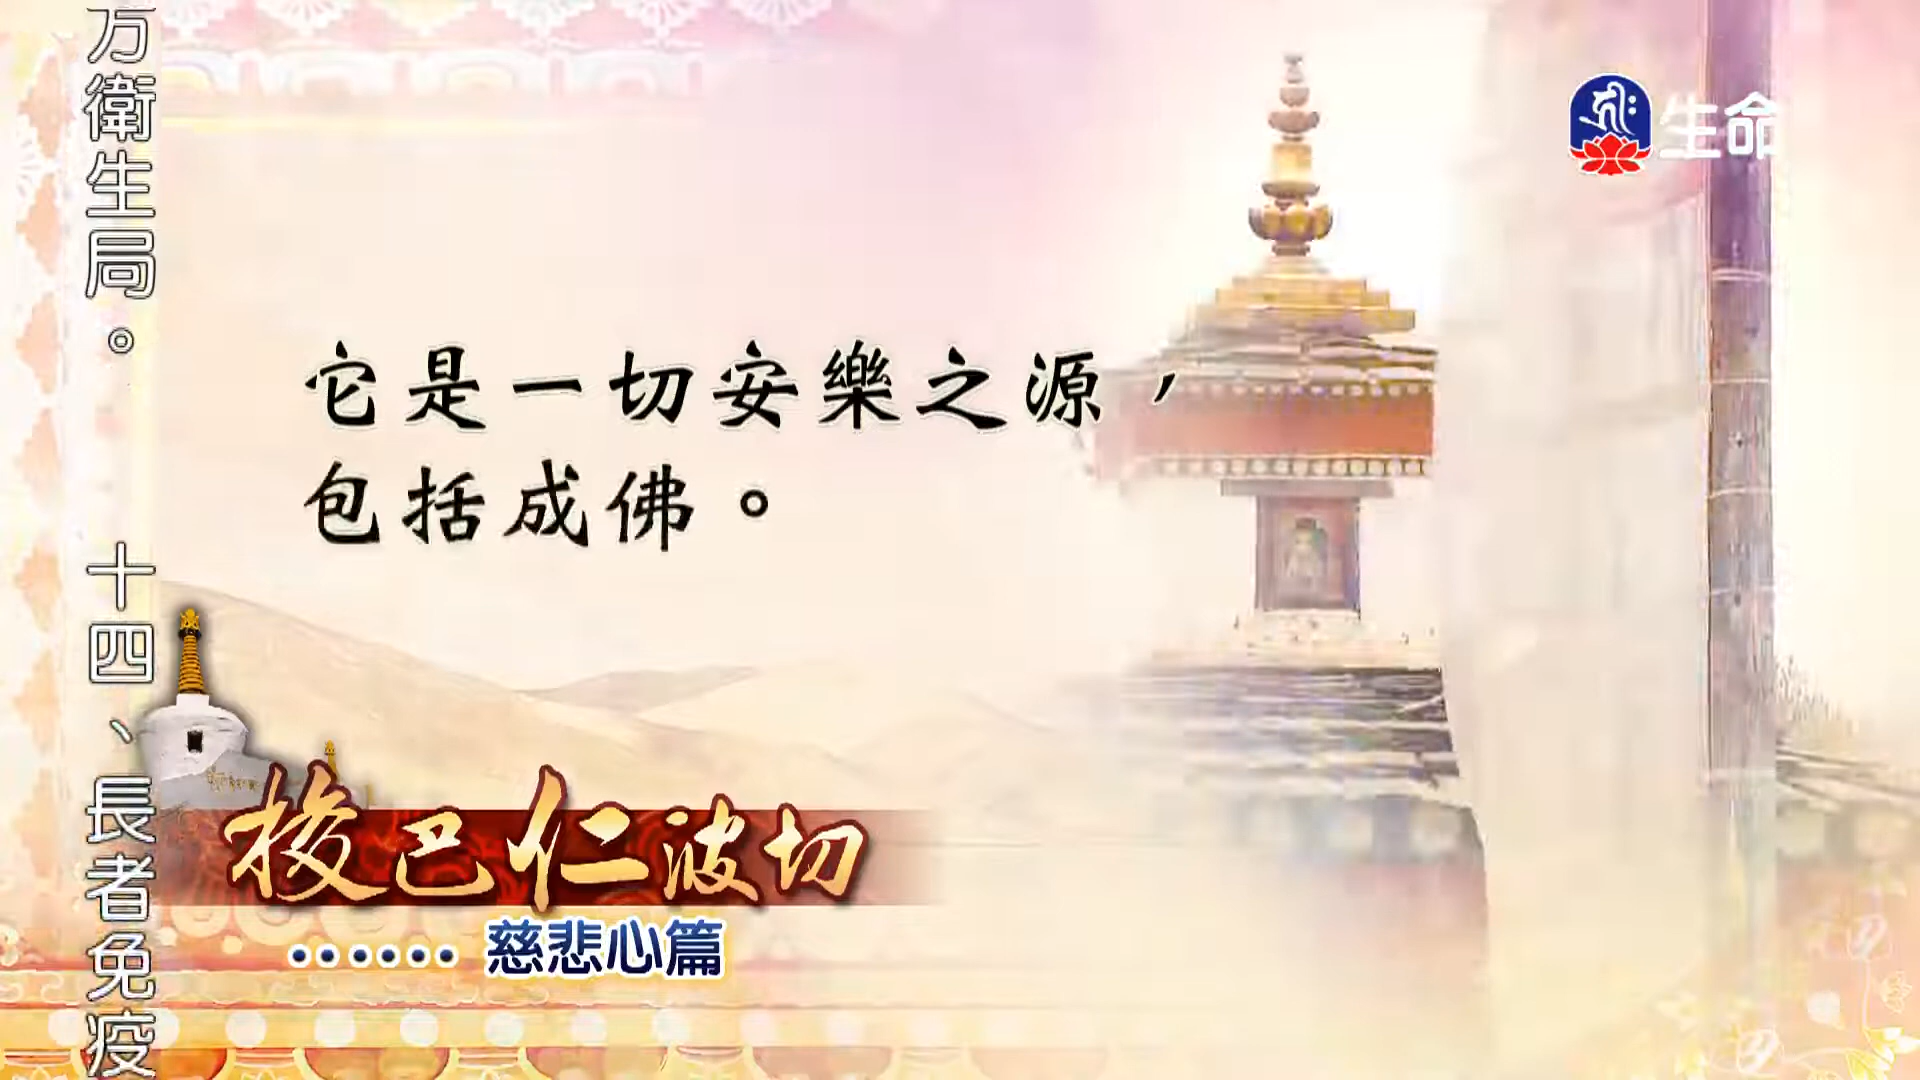 它是一切安樂之源，
包括成佛。
梭巴仁波切
······慈悲心篇
生命
方衛生局。 十四、長者免疫